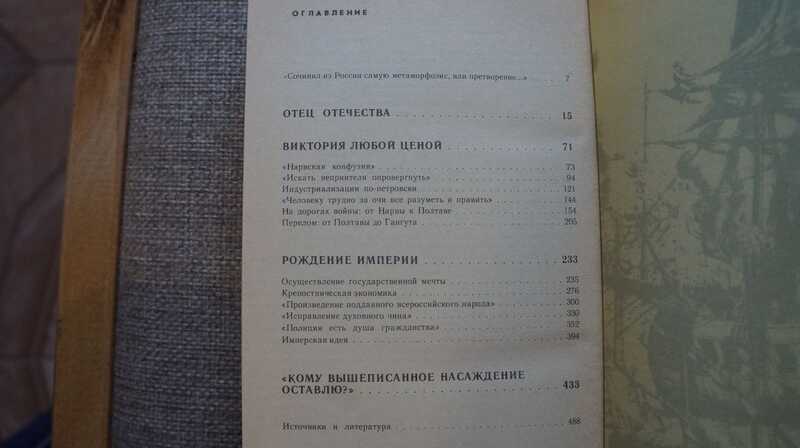 ОГЛАВЛЕНИЕ
«Сочинил из России самую метаморфозис, или претворение...» . . 7
ОТЕЦ ОТЕЧЕСТВА . . . . . . . . . . . . . . 15
ВИКТОРИЯ ЛЮБОЙ ЦЕНОЙ . . . . . . . . . . . 71
«Нарвская конфузия» . . . . . . . . . . . . 73
«Искать неприятеля опровергнуть» . . . . . . . . . 94
Индустриализация по-петровски . . . . . . . . . . 121
«Человеку трудно за очи все разуметь и править» . . . . . 144
На дорогах войны: от Нарвы к Полтаве . . . . . . . . 154
Перелом: от Полтавы до Гангута . . . . . . . . . . 205
РОЖДЕНИЕ ИМПЕРИИ . . . . . . . . . . . . 233
Осуществление государственной мечты . . . . . . . . 235
Крепостническая экономика . . . . . . . . . . . 276
«Произведение подданного всероссийского народа» . . . . . 300
«Исправление духовного чина» . . . . . . . . . . 330
«Полиция есть душа гражданства» . . . . . . . . . 352
Имперская идея . . . . . . . . . . . . . . 394
«КОМУ ВЫШЕПИСАННОЕ НАСАЖДЕНИЕ
ОСТАВЛЮ?» . . . . . . . . . . . . . . . . 433
Источники и литература . . . . . . . . . . . . 488